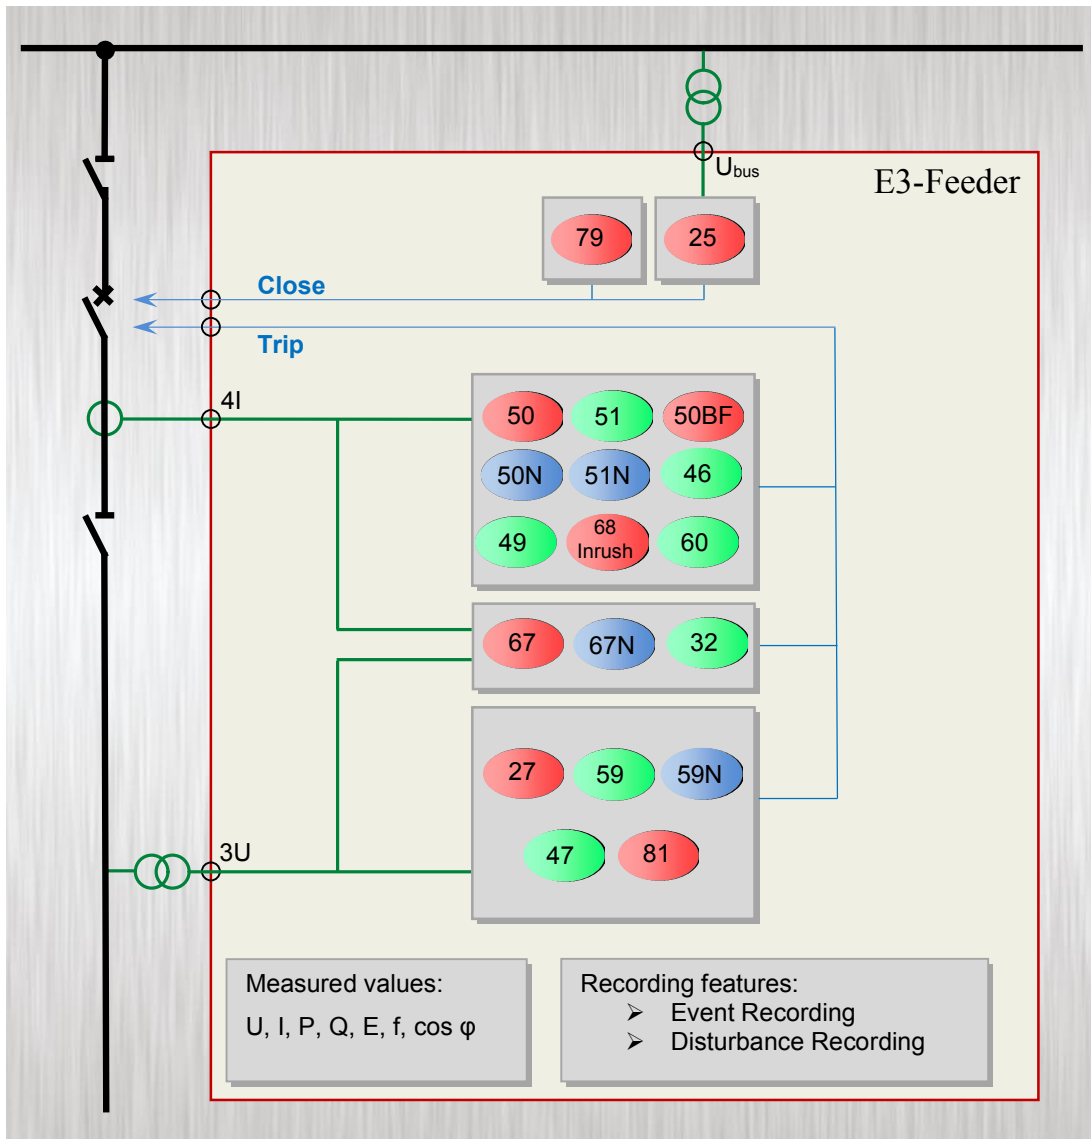 U bus
E3-Feeder
79
25
Close
Trip
4I
50
51
50BF
50N
51N
46
49
68
Inrush
60
67
67N
32
27
59
59N
3U
47
81
Measured values:
U, I, P, Q, E, f, cos φ
Recording features:
➢ Event Recording
➢ Disturbance Recording